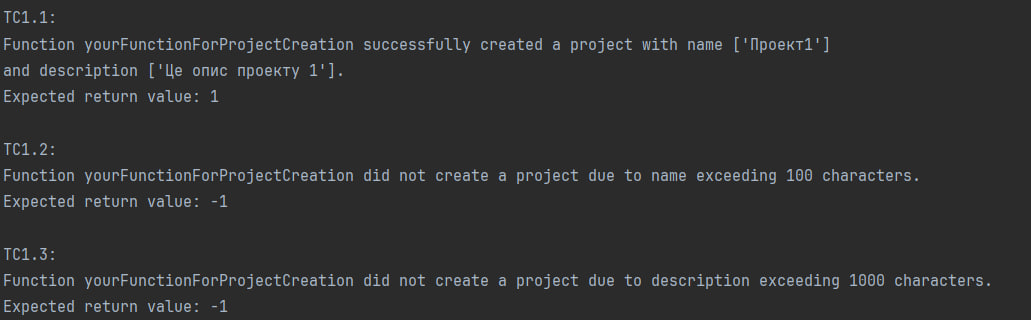 TC1.1:
Function yourFunctionForProjectCreation successfully created a project with name ['Проект1']
and description ['Це опис проекту 1'].
Expected return value: 1
TC1.2:
Function yourFunctionForProjectCreation did not create a project due to name exceeding 100 characters.
Expected return value: -1
TC1.3:
Function yourFunctionForProjectCreation did not create a project due to description exceeding 1000 characters.
Expected return value: -1